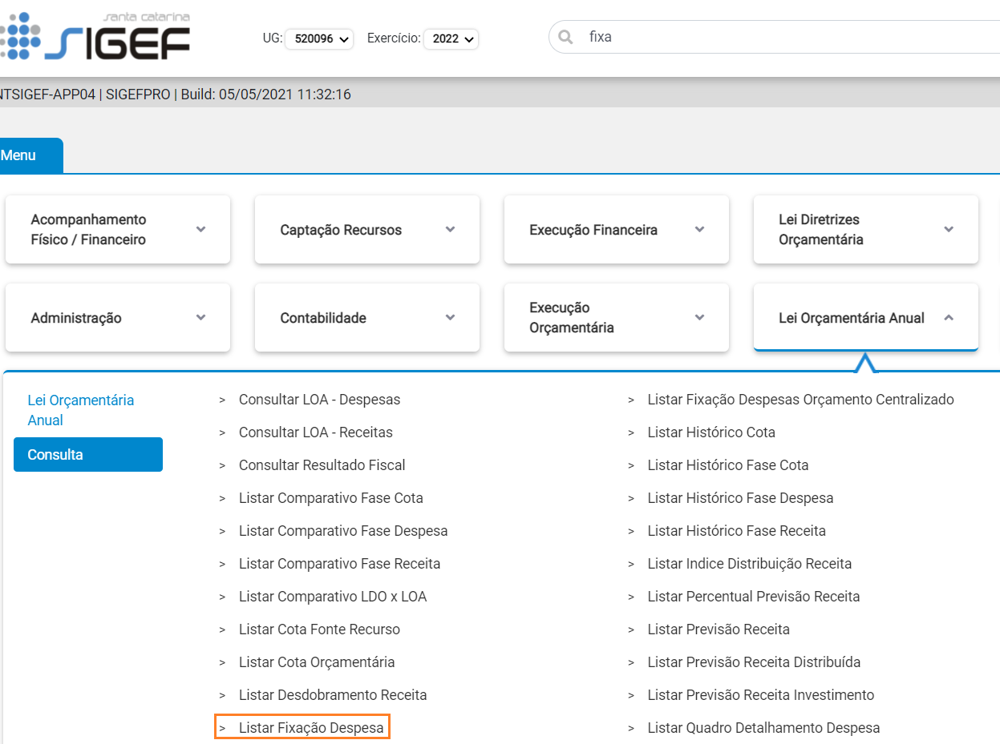 santa catarina
SIGEF
UG: 520096 Exercício: 2022 fixa
NTSIGEF-APP04 | SIGEFPRO | Build: 05/05/2021 11:32:16
Menu
Acompanhamento
Físico / Financeiro
Captação Recursos
Execução Financeira
Lei Diretrizes
Orçamentária
Administração
Contabilidade
Execução
Orçamentária
Lei Orçamentária Anual
Lei Orçamentária
Anual
Consulta
> Consultar LOA - Despesas
> Consultar LOA - Receitas
> Consultar Resultado Fiscal
> Listar Comparativo Fase Cota
> Listar Comparativo Fase Despesa
> Listar Comparativo Fase Receita
> Listar Comparativo LDO x LOA
> Listar Cota Fonte Recurso
> Listar Cota Orçamentária
> Listar Desdobramento Receita
> Listar Fixação Despesa
> Listar Fixação Despesas Orçamento Centralizado
> Listar Histórico Cota
> Listar Histórico Fase Cota
> Listar Histórico Fase Despesa
> Listar Histórico Fase Receita
> Listar Indice Distribuição Receita
> Listar Percentual Previsão Receita
> Listar Previsão Receita
> Listar Previsão Receita Distribuída
> Listar Previsão Receita Investimento
> Listar Quadro Detalhamento Despesa